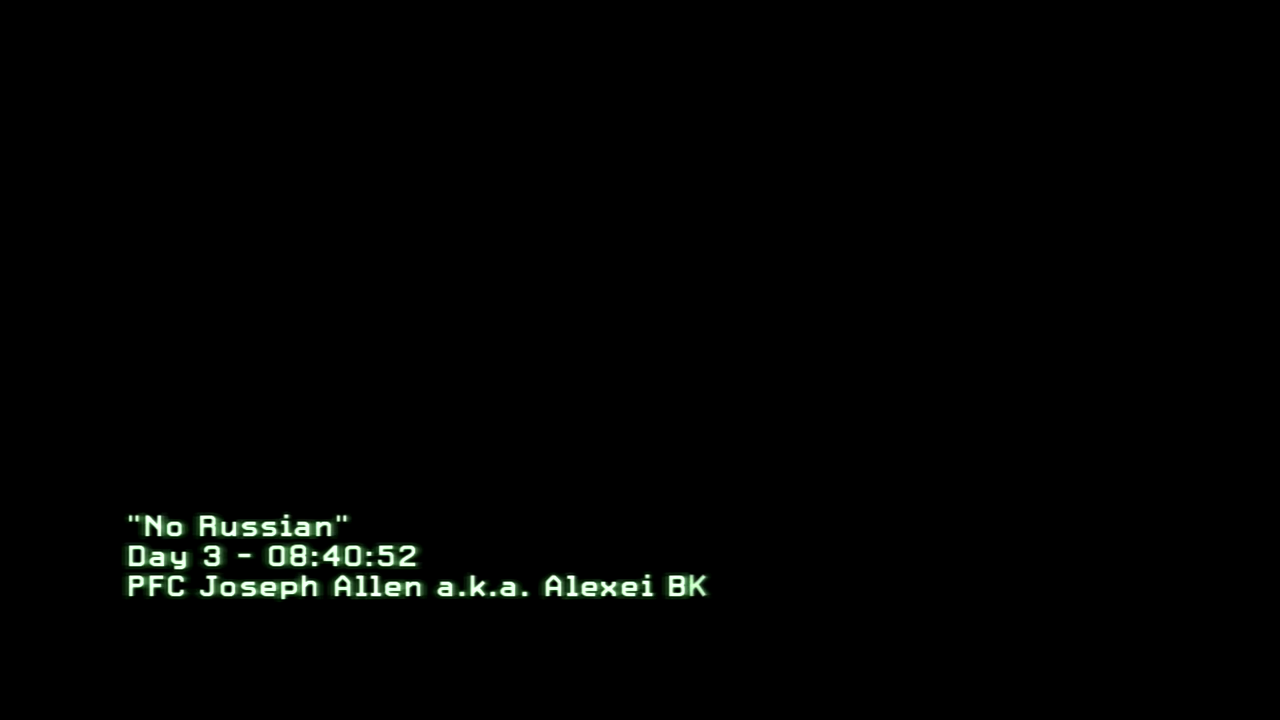 "No Russian"
Day 3 - 08:40:52
PFC Joseph Allen a.k.a. Alexei BK